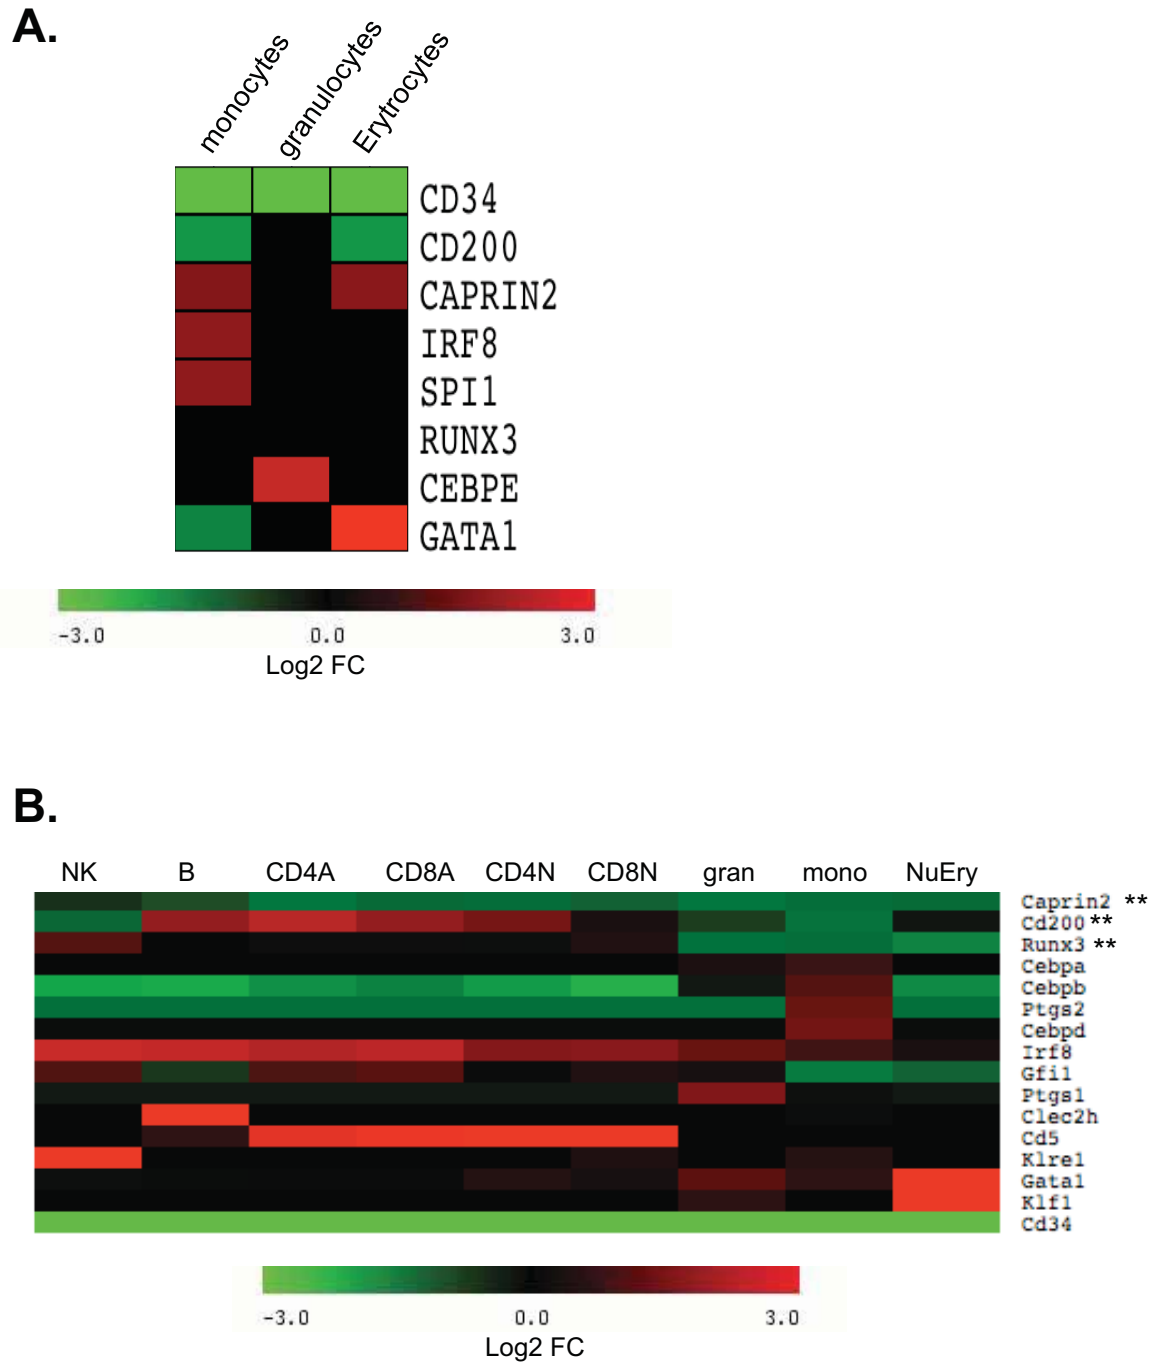 A.
monocytes granulocytes Erytrocytes
CD34
CD200
CAPRIN2
IRF8
SPI1
RUNX3
CEBPE
GATA1
-3.0 0.0 3.0
Log2 FC
B.
NK B CD4A CD8A CD4N CD8N gran mono NuEry
Caprin2 **
Cd200 **
Runx3 **
Cebpa
Cebpb
Ptgs2
Cebpd
Irf8
Gfi1
Ptgs1
Clec2h
Cd5
Klre1
Gata1
Klf1
Cd34
-3.0 0.0 3.0
Log2 FC